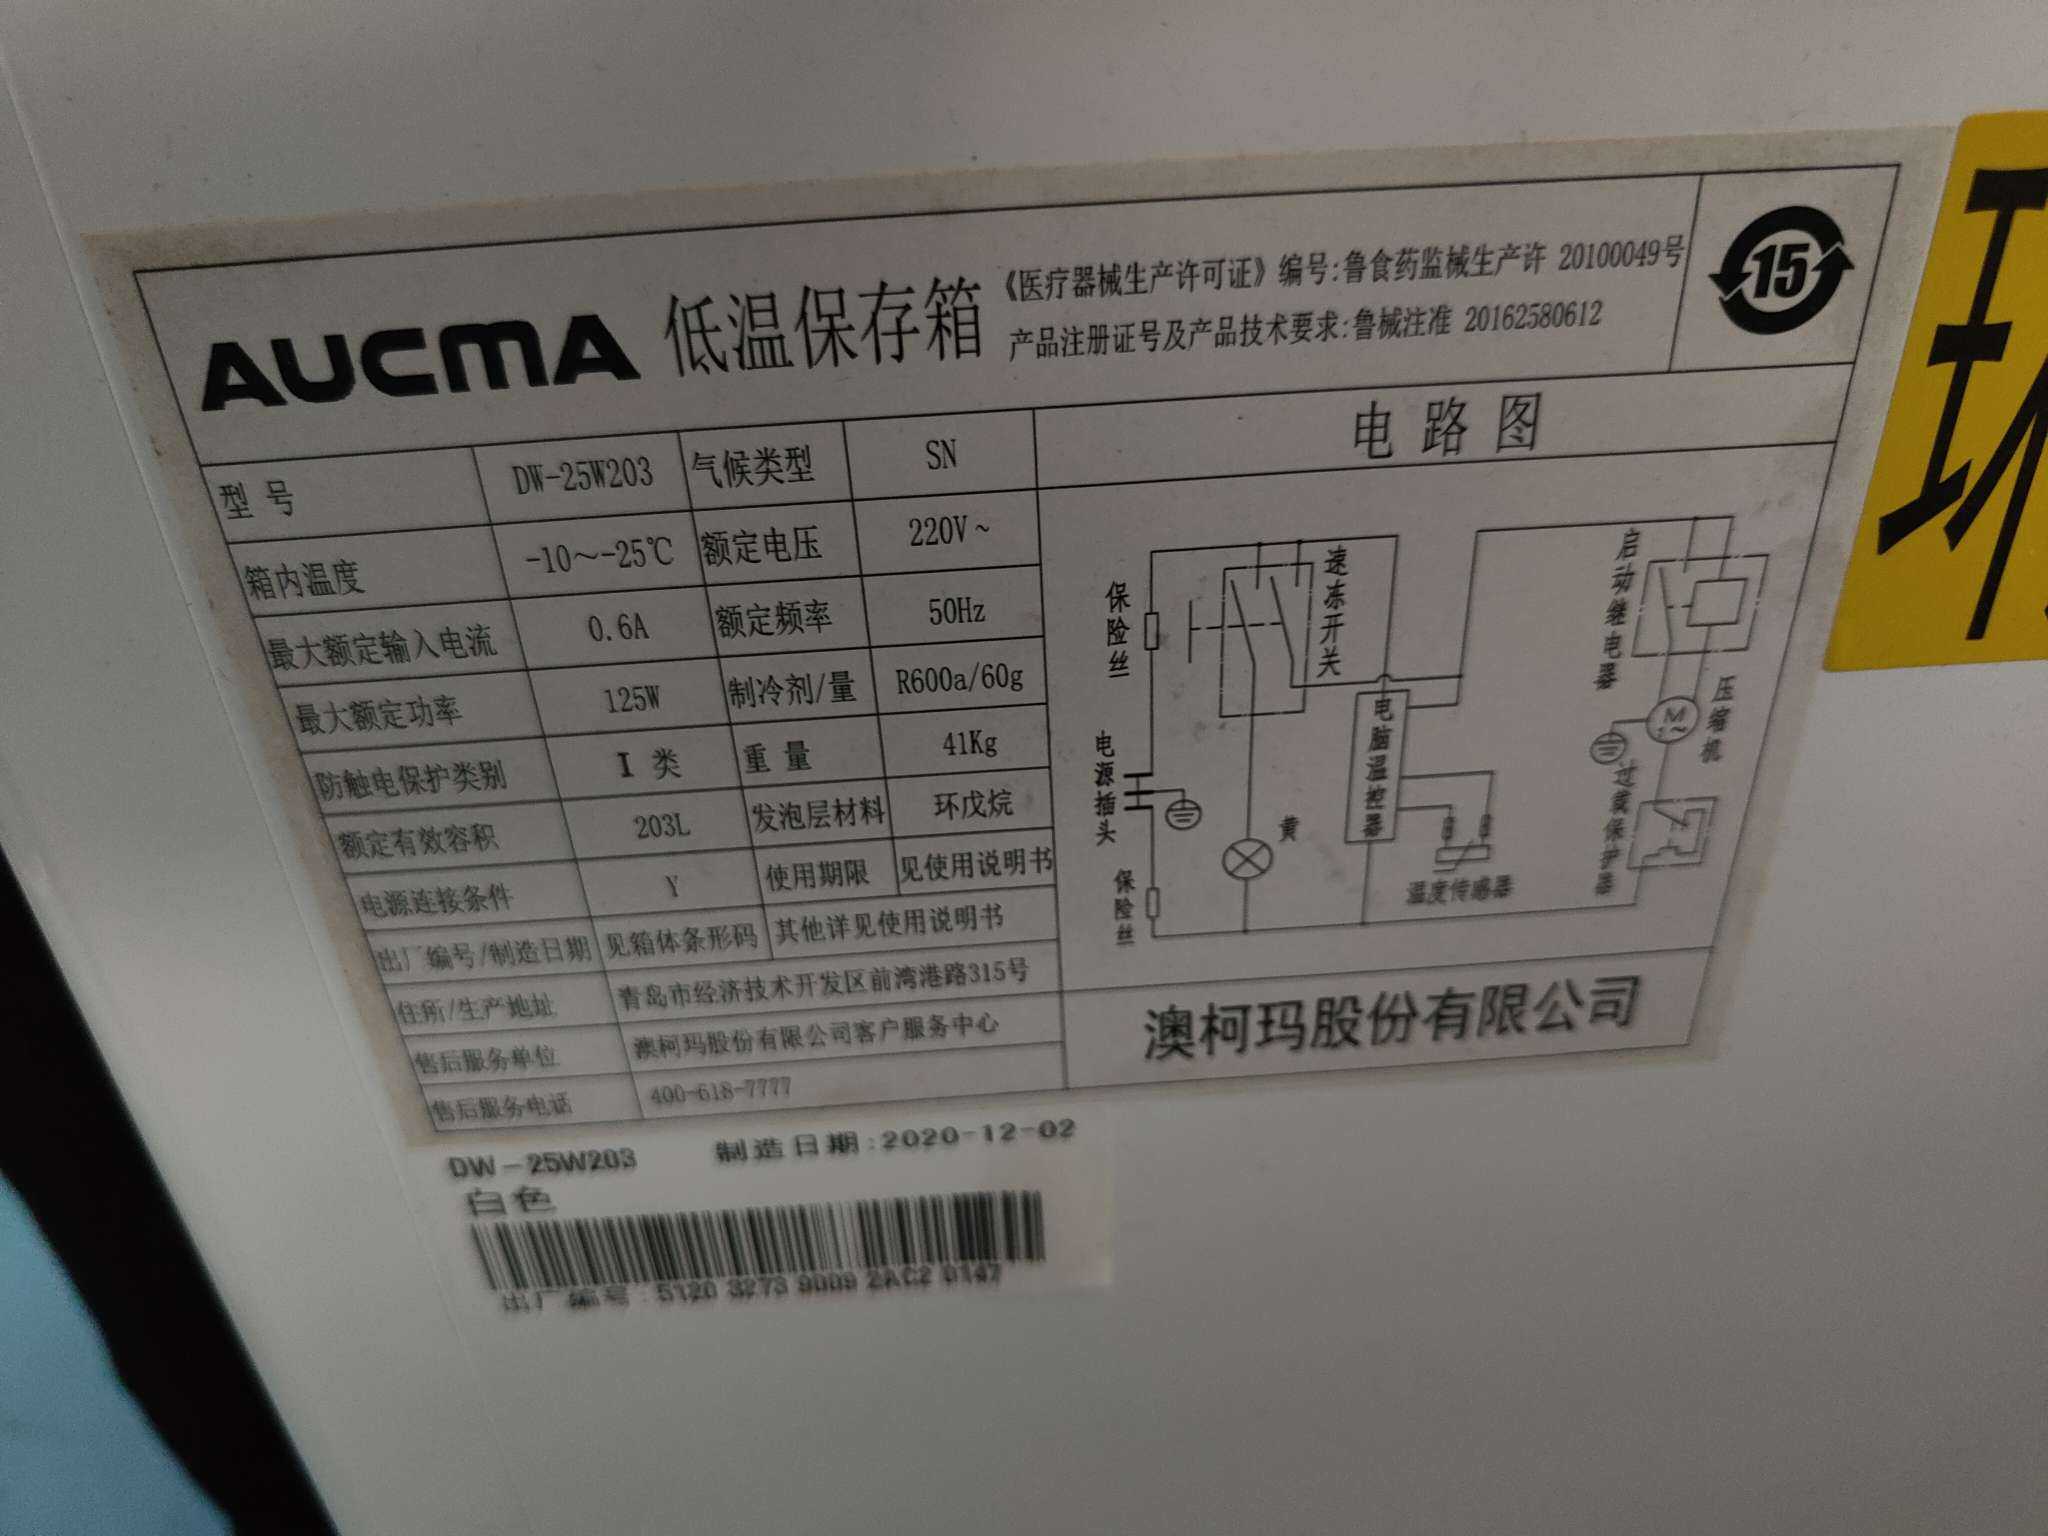 AUCMA 低温保存箱
《医疗器械生产许可证》编号:鲁食药监械生产许 20100049号
产品注册证号及产品技术要求:鲁械注准 20162580612
15
环
型 号 DW-25W203 气候类型 SN
箱内温度 -10～-25℃ 额定电压 220V~
最大额定输入电流 0.6A 额定频率 50Hz
最大额定功率 125W 制冷剂/量 R600a/60g
防触电保护类别 I 类 重 量 41Kg
额定有效容积 203L 发泡层材料 环戊烷
电源连接条件 Y 使用期限 见使用说明书
出厂编号/制造日期 见箱体条形码 其他详见使用说明书
住所/生产地址 青岛市经济技术开发区前湾港路315号
售后服务单位 澳柯玛股份有限公司客户服务中心
售后服务电话 400-618-7777
电 路 图
保险丝
速冻开关
启动继电器
电源插头
电脑温控器
压缩机
M
1~
黄
过载保护器
保险丝
温度传感器
澳柯玛股份有限公司
DW-25W203 制造日期:2020-12-02
白色
出厂编号:5120 3273 9009 2AC2 0147